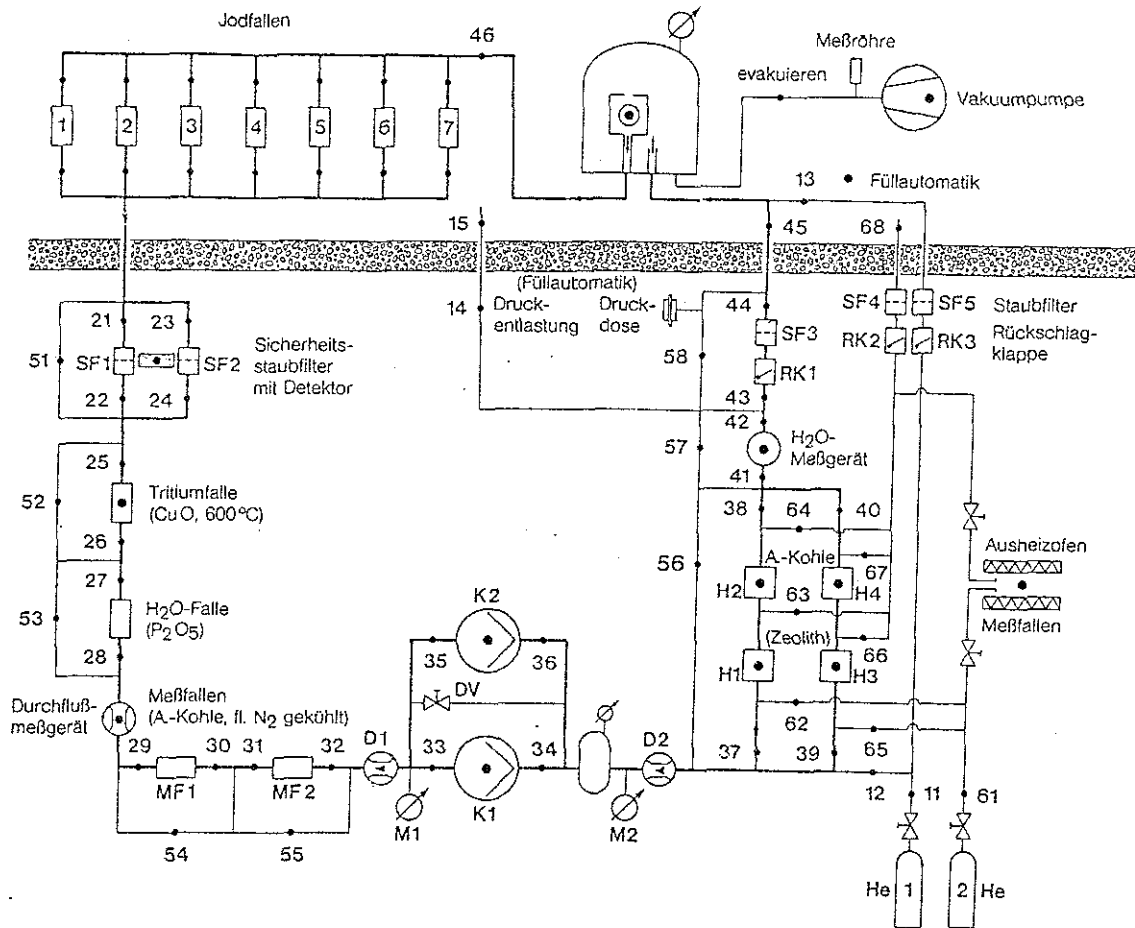 Jodfallen
46
Meßröhre
evakuieren
Vakuumpumpe
1 2 3 4 5 6 7
13 Füllautomatik
15
45
68
(Füllautomatik)
14
Druck-
entlastung
Druck-
dose
44
SF4 SF5 Staubfilter
21 23
SF3
RK2 RK3 Rückschlag-
klappe
51
SF1 SF2
Sicherheits-
staubfilter
mit Detektor
58
RK1
22 24
43
42
57
H2O-
Meßgerät
25
41
52
Tritiumfalle
(CuO, 600°C)
38 64 40
26
56
A.-Kohle
67
Ausheizofen
27
K2
H2 63 H4
53
H2O-Falle
(P2O5)
Meßfallen
35 36
(Zeolith)
66
28
DV
H1 H3
Durchfluß-
meßgerät
Meßfallen
(A.-Kohle, fl. N2 gekühlt)
62
65
29 30 31 32 D1 33 34 D2 37 39
MF1 MF2
M1 K1 M2
12 11 61
54
55
He 1 2 He